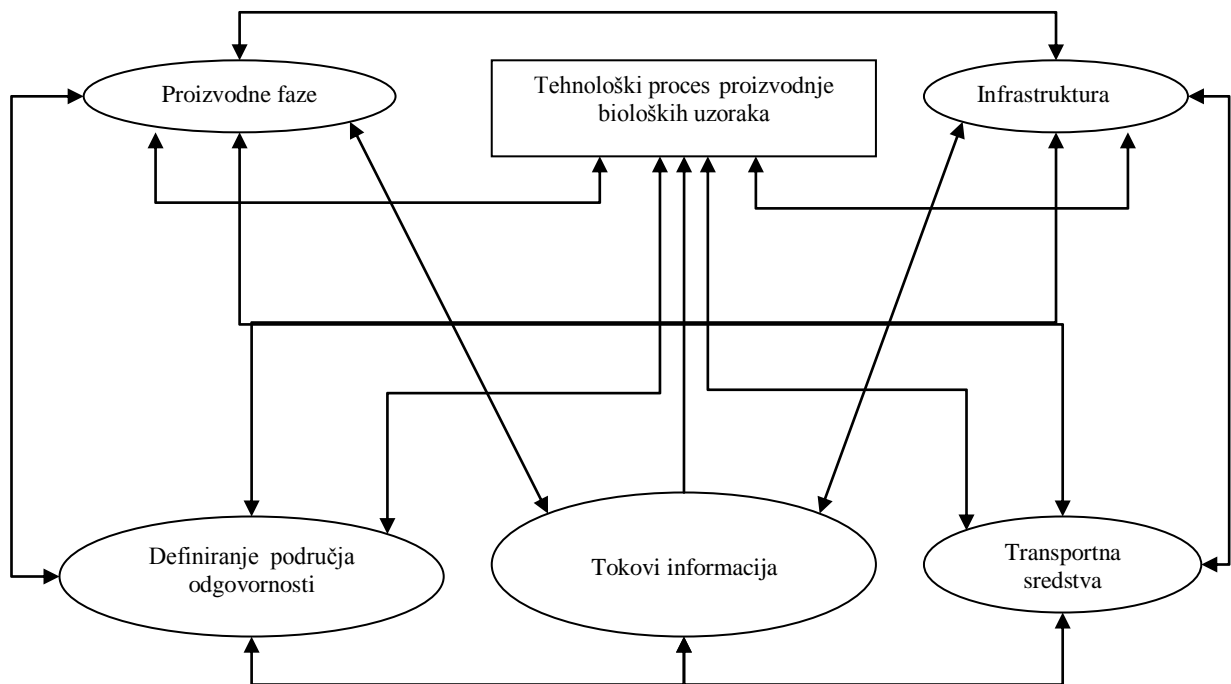 Proizvodne faze
Tehnološki proces proizvodnje
bioloških uzoraka
Infrastruktura
Definiranje područja
odgovornosti
Tokovi informacija
Transportna
sredstva